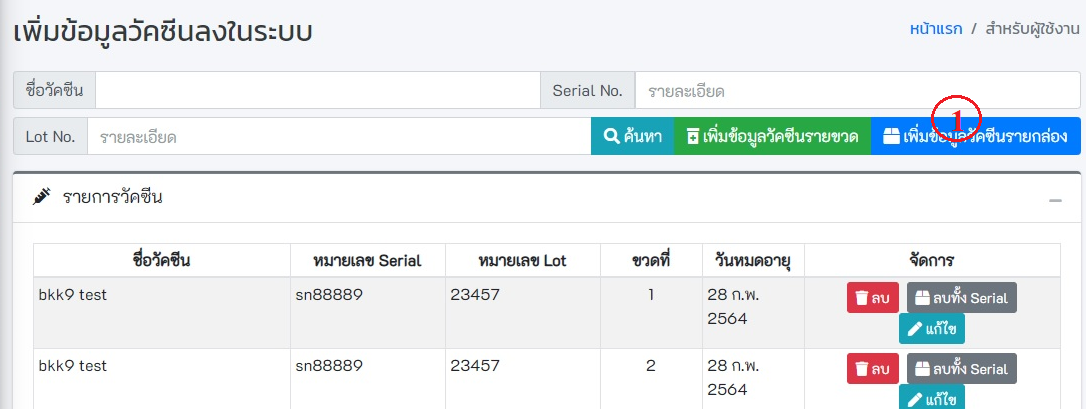 เพิ่มข้อมูลวัคซีนลงในระบบ
หน้าแรก / สำหรับผู้ใช้งาน
ชื่อวัคซีน Serial No. รายละเอียด
1
Lot No. รายละเอียด ค้นหา เพิ่มข้อมูลวัคซีนรายขวด เพิ่มข้อมูลวัคซีนรายกล่อง
รายการวัคซีน
ชื่อวัคซีน หมายเลข Serial หมายเลข Lot ขวดที่ วันหมดอายุ จัดการ
bkk9 test sn88889 23457 1 28 ก.พ. ลบ ลบทั้ง Serial
2564 แก้ไข
bkk9 test sn88889 23457 2 28 ก.พ. ลบ ลบทั้ง Serial
2564 แก้ไข